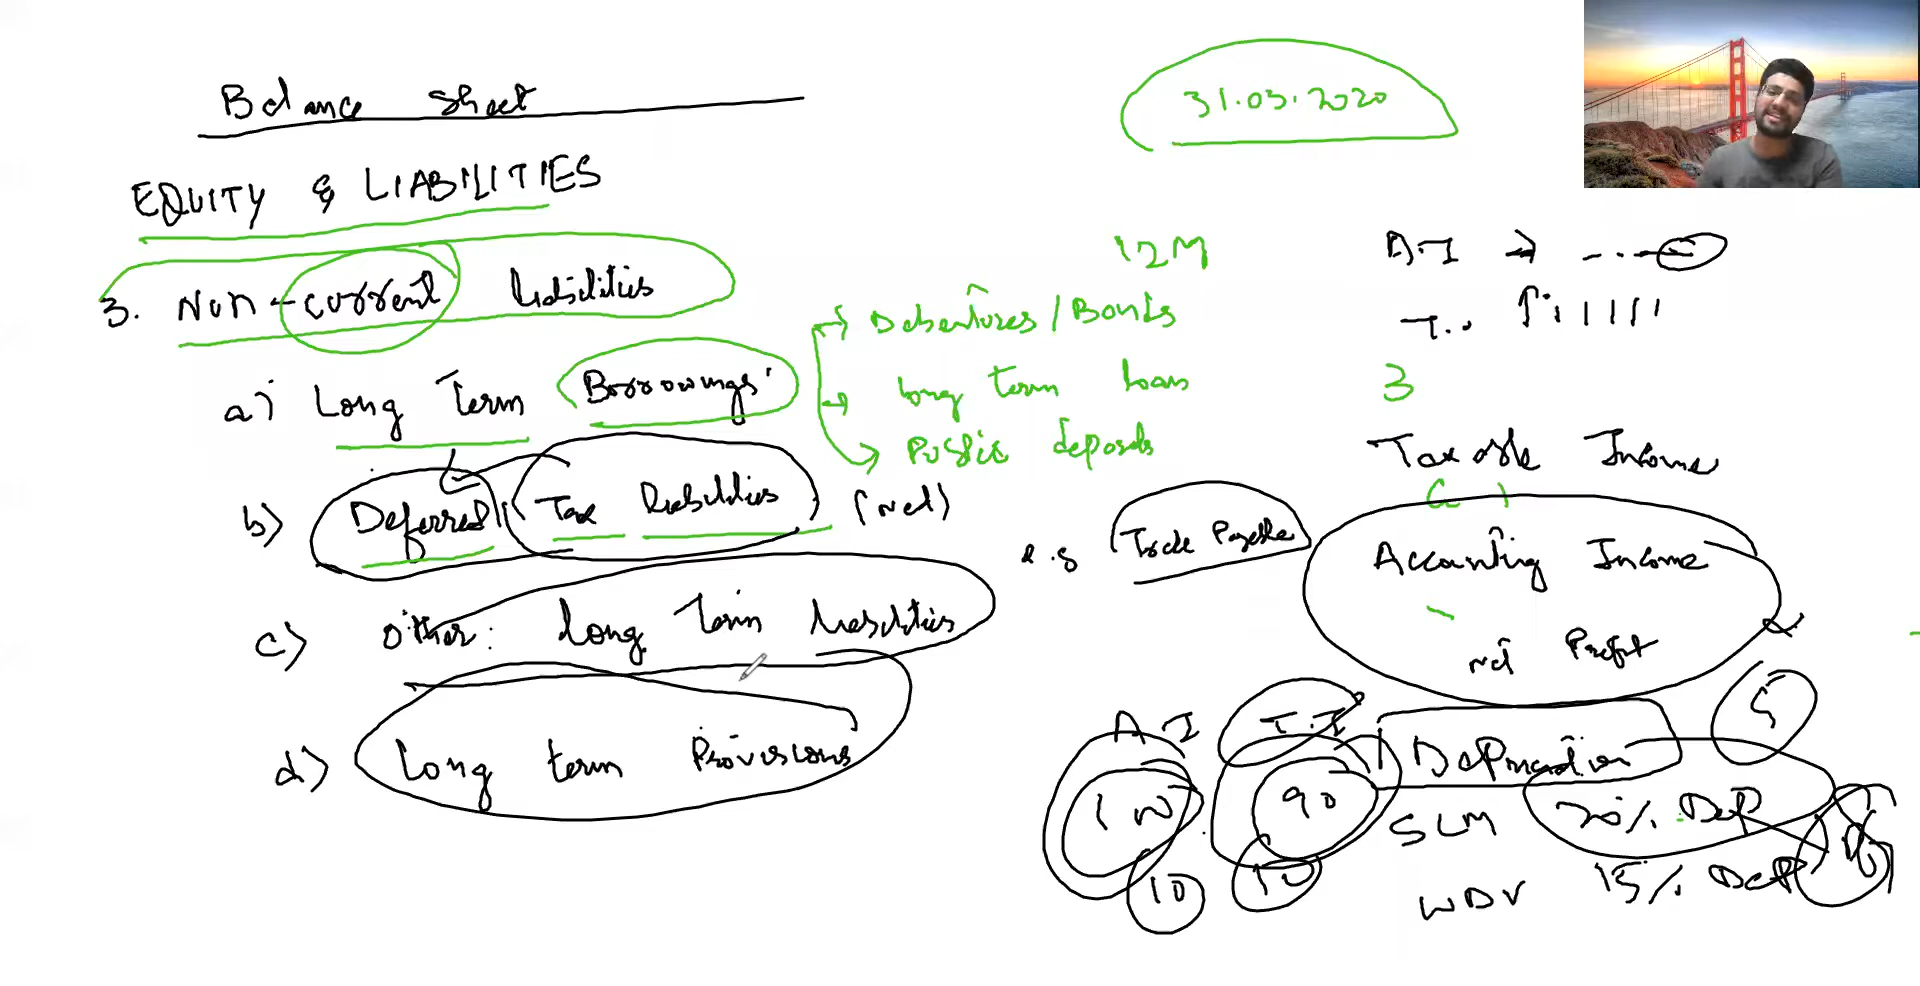 Balance Sheet
31.03.2020
EQUITY & LIABILITIES
3. Non-current Liabilities
a) Long Term Borrowings
b) Deferred Tax Liabilities (net)
c) Other Long Term Liabilities
d) Long term Provisions
12M
→ Debentures / Bonds
→ long term loan
→ Public deposits
A.I → ....
3
Taxable Income
e.g Trade Payable
Accounting Income
net Profit
A I T.I Depreciation
100 90 SLM 20% Dep
10 10 WDV 15% Dep